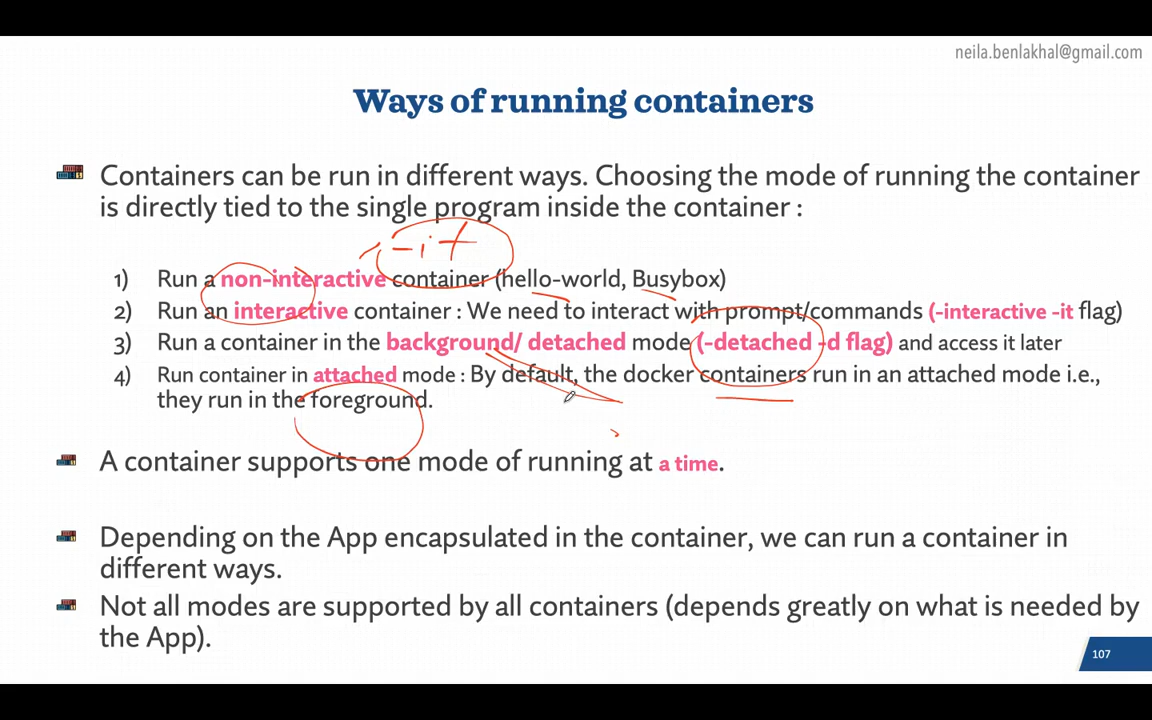 neila.benlakhal@gmail.com
Ways of running containers
Containers can be run in different ways. Choosing the mode of running the container
is directly tied to the single program inside the container :
-it
1) Run a non-interactive container (hello-world, Busybox)
2) Run an interactive container : We need to interact with prompt/commands (-interactive -it flag)
3) Run a container in the background/ detached mode (-detached -d flag) and access it later
4) Run container in attached mode : By default, the docker containers run in an attached mode i.e.,
they run in the foreground.
A container supports one mode of running at a time.
Depending on the App encapsulated in the container, we can run a container in
different ways.
Not all modes are supported by all containers (depends greatly on what is needed by
the App).
107